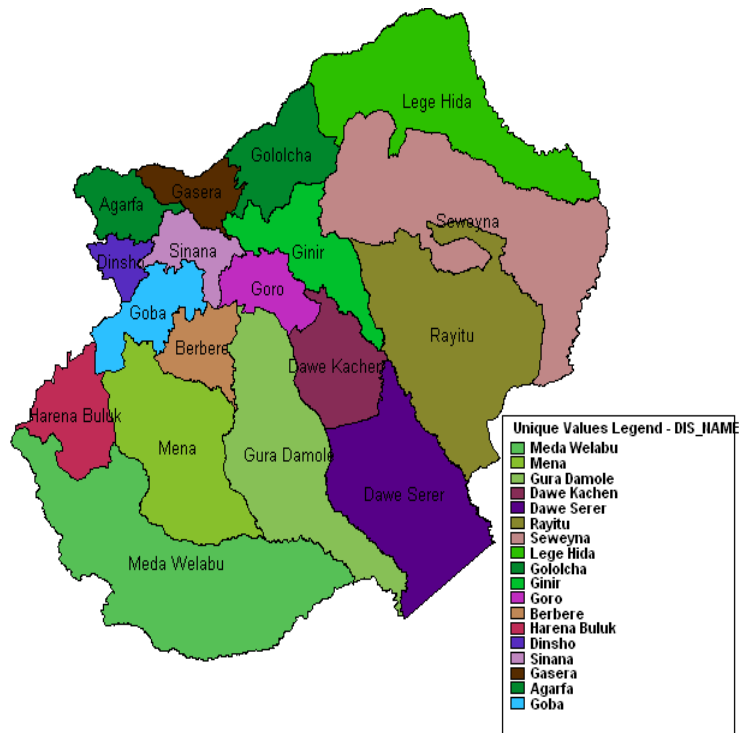 Lege Hida
Gololcha
Gasera
Agarfa
Seweyna
Sinana
Ginir
Dinsho
Goro
Goba
Rayitu
Berbere
Dawe Kachen
Harena Buluk
Mena
Gura Damole
Dawe Serer
Meda Welabu
Unique Values Legend - DIS_NAME
Meda Welabu
Mena
Gura Damole
Dawe Kachen
Dawe Serer
Rayitu
Seweyna
Lege Hida
Gololcha
Ginir
Goro
Berbere
Harena Buluk
Dinsho
Sinana
Gasera
Agarfa
Goba